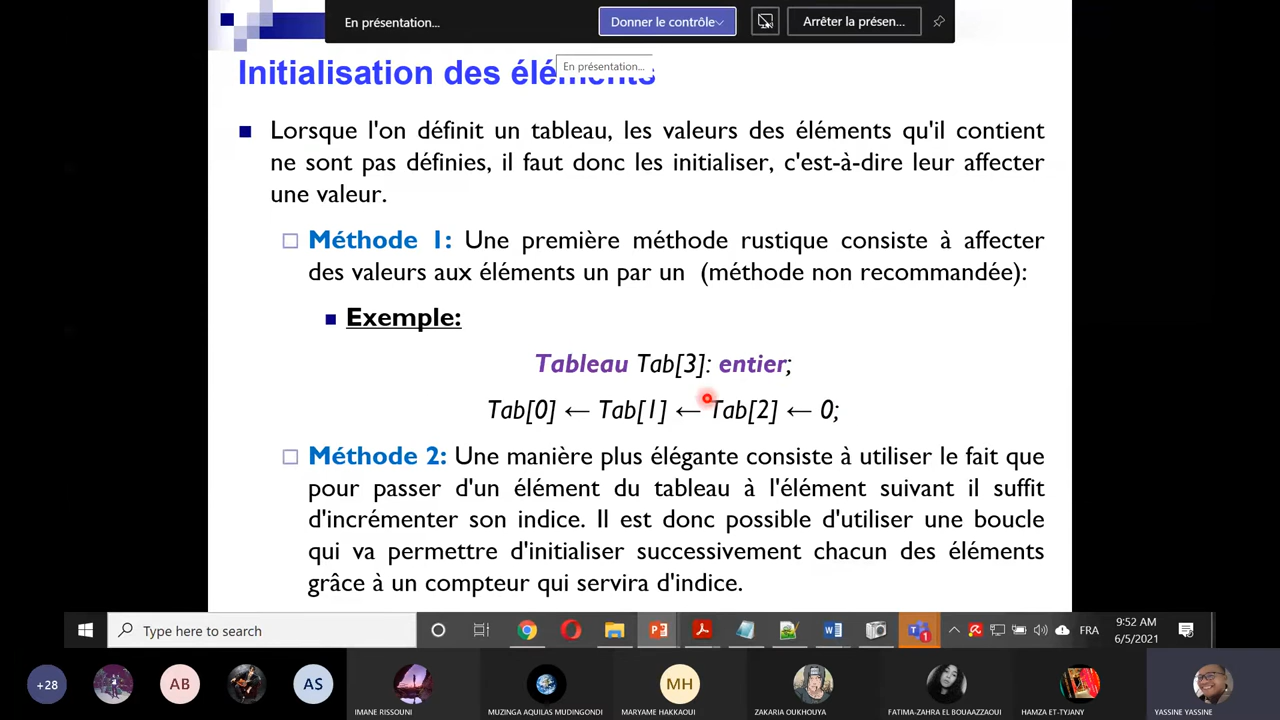 En présentation...
Donner le contrôle
Arrêter la présen...
En présentation...
Initialisation des éléments
Lorsque l'on définit un tableau, les valeurs des éléments qu'il contient
ne sont pas définies, il faut donc les initialiser, c'est-à-dire leur affecter
une valeur.
Méthode 1: Une première méthode rustique consiste à affecter
des valeurs aux éléments un par un (méthode non recommandée):
Exemple:
Tableau Tab[3]: entier;
Tab[0] ← Tab[1] ← Tab[2] ← 0;
Méthode 2: Une manière plus élégante consiste à utiliser le fait que
pour passer d'un élément du tableau à l'élément suivant il suffit
d'incrémenter son indice. Il est donc possible d'utiliser une boucle
qui va permettre d'initialiser successivement chacun des éléments
grâce à un compteur qui servira d'indice.
Type here to search
FRA
9:52 AM
6/5/2021
+28
AB
AS
MH
IMANE RISSOUNI
MUZINGA AQUILAS MUDINGONDI
MARYAME HAKKAOUI
ZAKARIA OUKHOUYA
FATIMA-ZAHRA EL BOUAAZZAOUI
HAMZA ET-TYJANY
YASSINE YASSINE